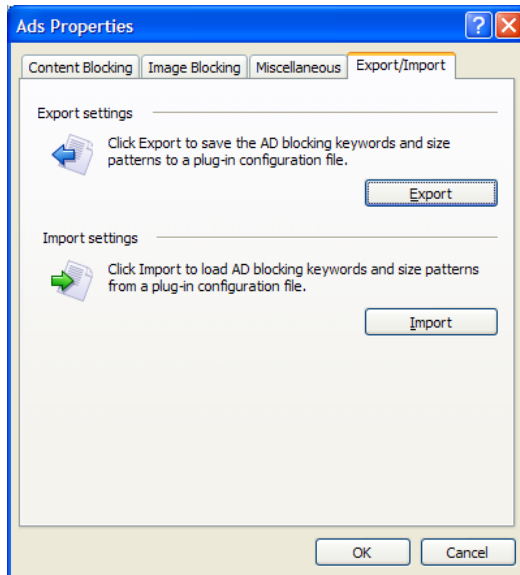 Ads Properties
?
X
Content Blocking
Image Blocking
Miscellaneous
Export/Import
Export settings
Click Export to save the AD blocking keywords and size
patterns to a plug-in configuration file.
Export
Import settings
Click Import to load AD blocking keywords and size patterns
from a plug-in configuration file.
Import
OK
Cancel